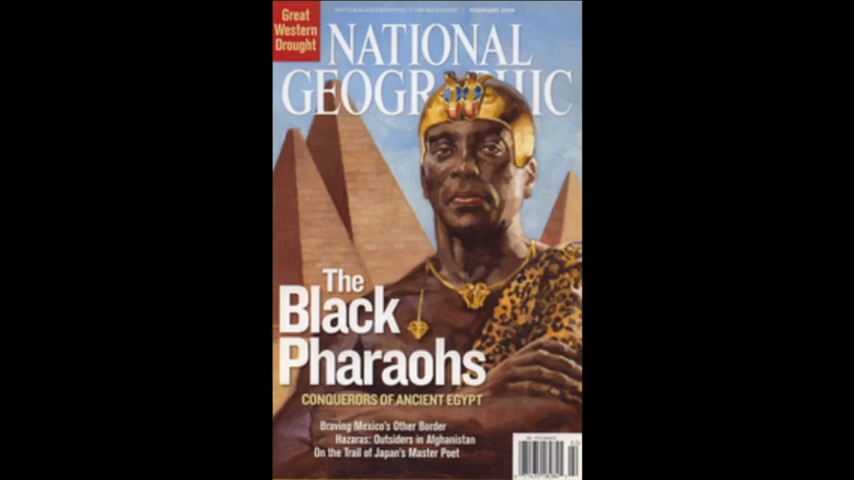 Great
Western
Drought
FEBRUARY 2008
NATIONAL
GEOGRAPHIC
The
Black
Pharaohs
CONQUERORS OF ANCIENT EGYPT
Braving Mexico's Other Border
Hazaras: Outsiders in Afghanistan
On the Trail of Japan's Master Poet